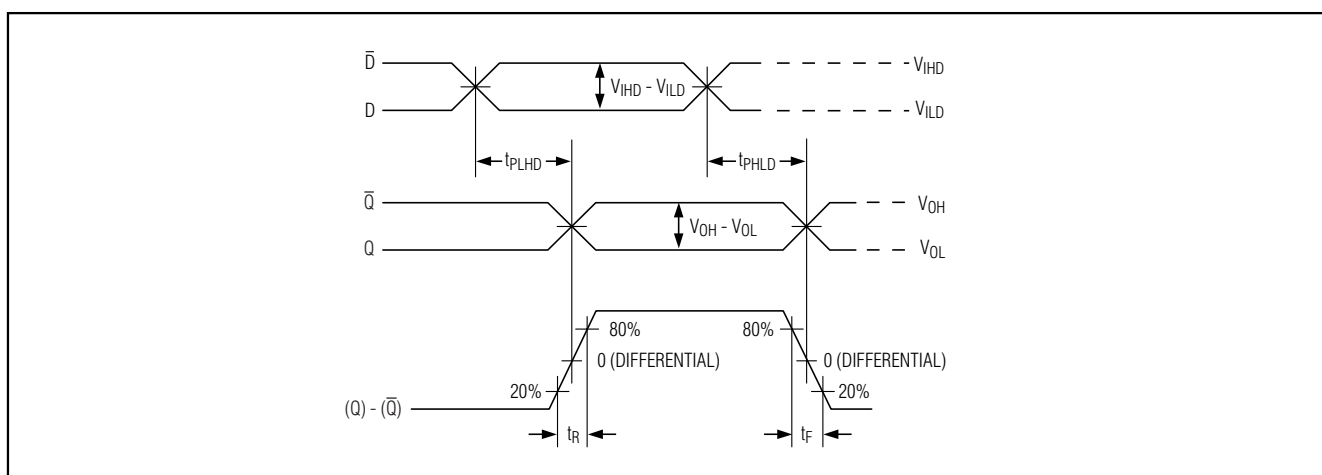 D̅
V_IHD
V_IHD - V_ILD
D
V_ILD
t_PLHD
t_PHLD
Q̅
V_OH
V_OH - V_OL
Q
V_OL
80%
80%
0 (DIFFERENTIAL)
0 (DIFFERENTIAL)
20%
20%
(Q) - (Q̅)
t_R
t_F